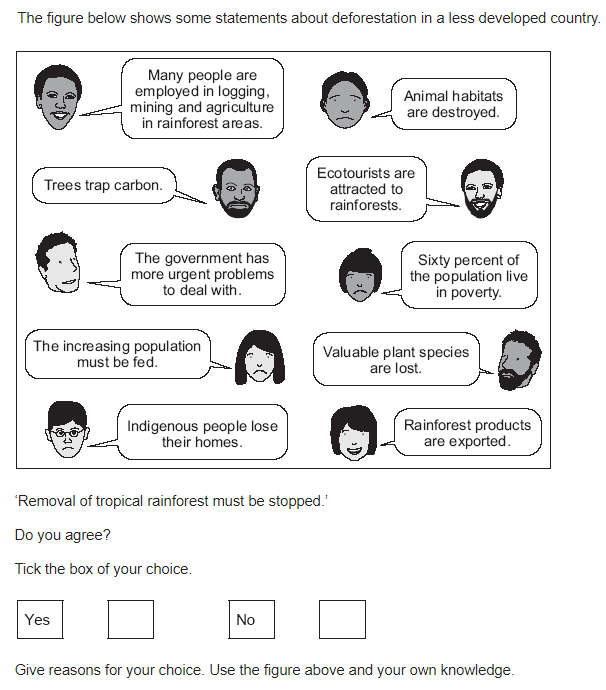 The figure below shows some statements about deforestation in a less developed country.
Many people are
employed in logging,
mining and agriculture
in rainforest areas.
Animal habitats
are destroyed.
Trees trap carbon.
Ecotourists are
attracted to
rainforests.
The government has
more urgent problems
to deal with.
Sixty percent of
the population live
in poverty.
The increasing population
must be fed.
Valuable plant species
are lost.
Indigenous people lose
their homes.
Rainforest products
are exported.
‘Removal of tropical rainforest must be stopped.’
Do you agree?
Tick the box of your choice.
Yes
No
Give reasons for your choice. Use the figure above and your own knowledge.